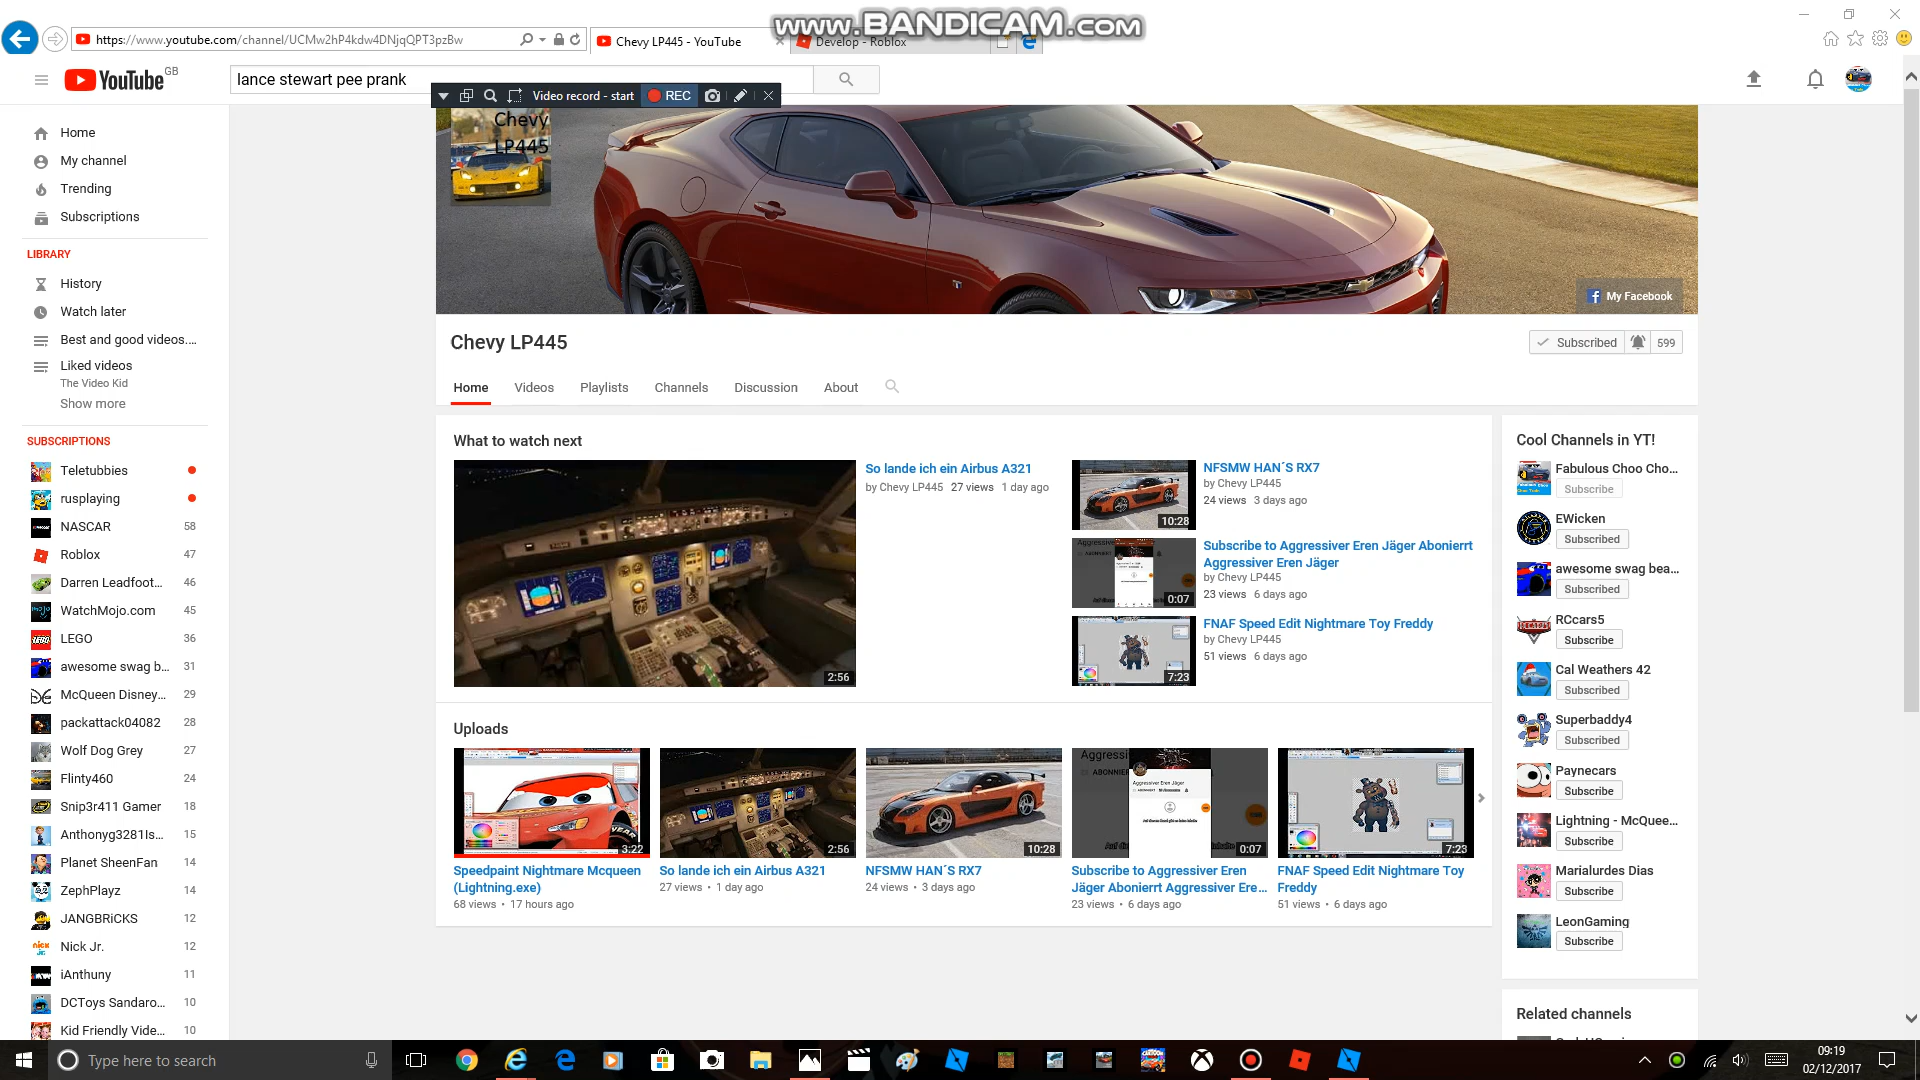 www.BANDICAM.com
https://www.youtube.com/channel/UCMw2hP4kdw4DNjqQPT3pzBw
Chevy LP445 - YouTube
Develop - Roblox
YouTube GB
lance stewart pee prank
Video record - start
REC
Home
My channel
Trending
Subscriptions
LIBRARY
History
Watch later
Best and good videos....
Liked videos
The Video Kid
Show more
SUBSCRIPTIONS
Teletubbies
rusplaying
NASCAR 58
Roblox 47
Darren Leadfoot... 46
WatchMojo.com 45
LEGO 36
awesome swag b... 31
McQueen Disney... 29
packattack04082 28
Wolf Dog Grey 27
Flinty460 24
Snip3r411 Gamer 18
Anthonyg3281Is... 15
Planet SheenFan 14
ZephPlayz 14
JANGBRiCKS 12
Nick Jr. 12
iAnthuny 11
DCToys Sandaro... 10
Kid Friendly Vide... 10
Chevy
LP445
My Facebook
Chevy LP445
Subscribed 599
Home Videos Playlists Channels Discussion About
What to watch next
2:56
So lande ich ein Airbus A321
by Chevy LP445 27 views 1 day ago
10:28
NFSMW HAN´S RX7
by Chevy LP445
24 views 3 days ago
0:07
Subscribe to Aggressiver Eren Jäger Abonierrt
Aggressiver Eren Jäger
by Chevy LP445
23 views 6 days ago
7:23
FNAF Speed Edit Nightmare Toy Freddy
by Chevy LP445
51 views 6 days ago
Uploads
3:22
Speedpaint Nightmare Mcqueen
(Lightning.exe)
68 views • 17 hours ago
2:56
So lande ich ein Airbus A321
27 views • 1 day ago
10:28
NFSMW HAN´S RX7
24 views • 3 days ago
Aggressiver Eren Jäger
0:07
Subscribe to Aggressiver Eren
Jäger Abonierrt Aggressiver Ere...
23 views • 6 days ago
7:23
FNAF Speed Edit Nightmare Toy
Freddy
51 views • 6 days ago
Cool Channels in YT!
Fabulous Choo Cho...
Subscribe
EWicken
Subscribed
awesome swag bea...
Subscribed
RCcars5
Subscribe
Cal Weathers 42
Subscribed
Superbaddy4
Subscribed
Paynecars
Subscribe
Lightning - McQuee...
Subscribe
Marialurdes Dias
Subscribe
LeonGaming
Subscribe
Related channels
Type here to search
09:19
02/12/2017